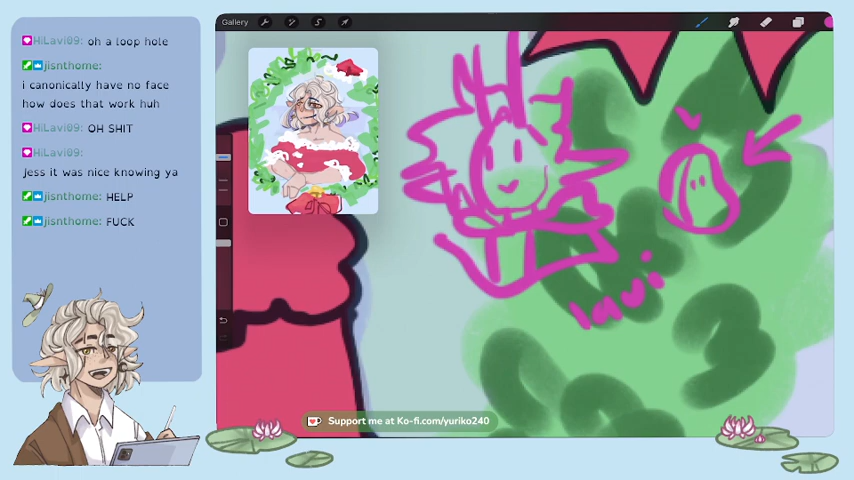 Gallery
HiLavi09: oh a loop hole
jisnthome:
i canonically have no face
how does that work huh
HiLavi09: OH SHIT
HiLavi09:
jess it was nice knowing ya
jisnthome: HELP
jisnthome: FUCK
lavi
Support me at Ko-fi.com/yuriko240